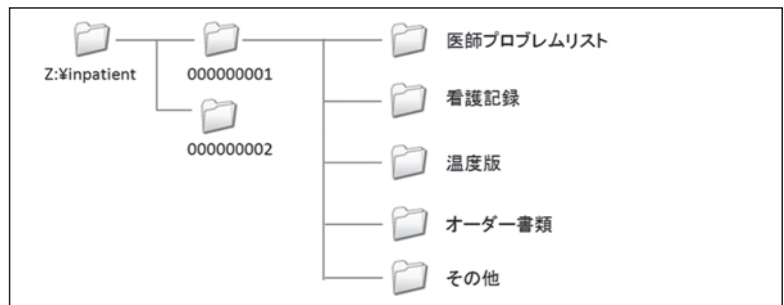 Z:¥inpatient
000000001
000000002
医師プロブレムリスト
看護記録
温度版
オーダー書類
その他